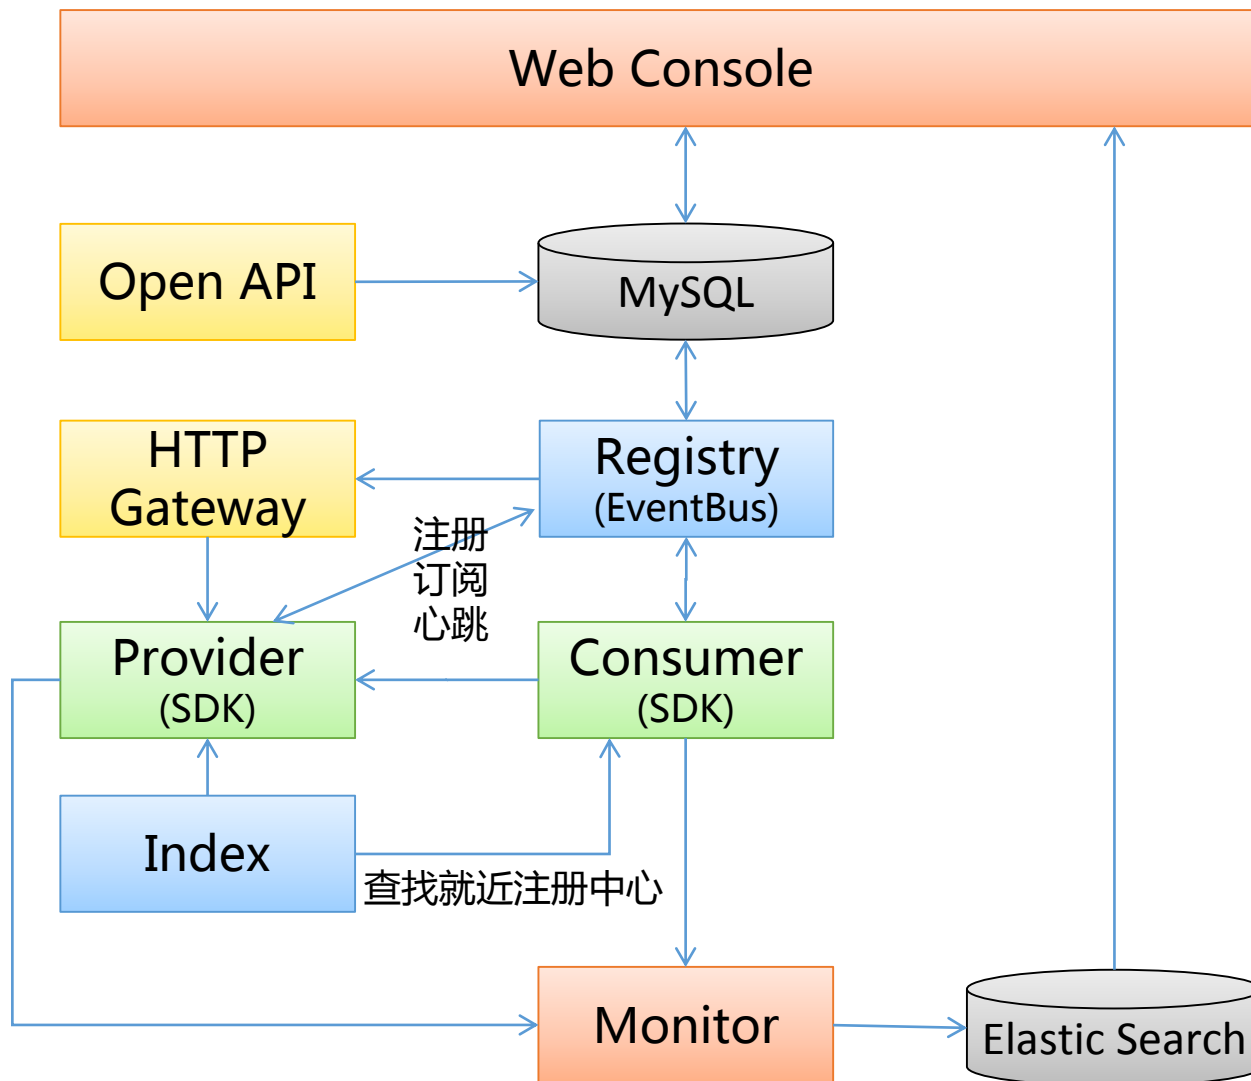 Web Console
Open API
MySQL
HTTP
Gateway
Registry
(EventBus)
注册
订阅
心跳
Provider
(SDK)
Consumer
(SDK)
Index
查找就近注册中心
Monitor
Elastic Search